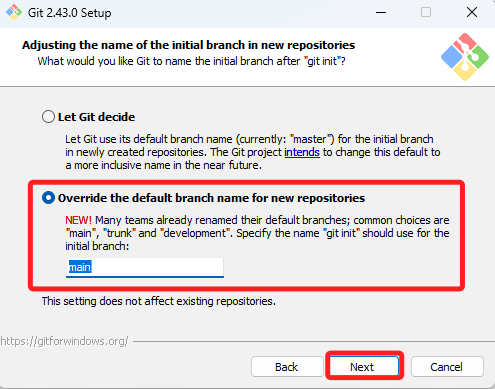 Git 2.43.0 Setup
Adjusting the name of the initial branch in new repositories
What would you like Git to name the initial branch after "git init"?
Let Git decide
Let Git use its default branch name (currently: "master") for the initial branch
in newly created repositories. The Git project intends to change this default to
a more inclusive name in the near future.
Override the default branch name for new repositories
NEW! Many teams already renamed their default branches; common choices are
"main", "trunk" and "development". Specify the name "git init" should use for the
initial branch:
main
This setting does not affect existing repositories.
https://gitforwindows.org/
Back
Next
Cancel